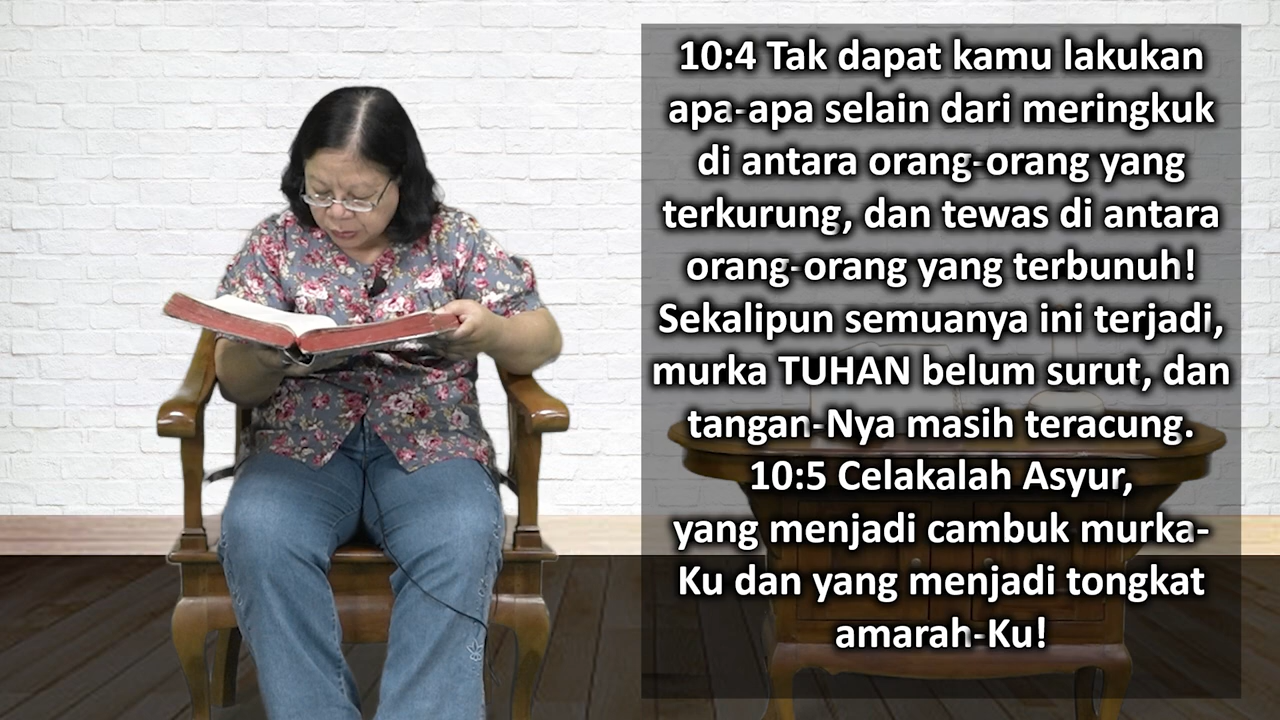 10:4 Tak dapat kamu lakukan
apa-apa selain dari meringkuk
di antara orang-orang yang
terkurung, dan tewas di antara
orang-orang yang terbunuh!
Sekalipun semuanya ini terjadi,
murka TUHAN belum surut, dan
tangan-Nya masih teracung.
10:5 Celakalah Asyur,
yang menjadi cambuk murka-
Ku dan yang menjadi tongkat
amarah-Ku!